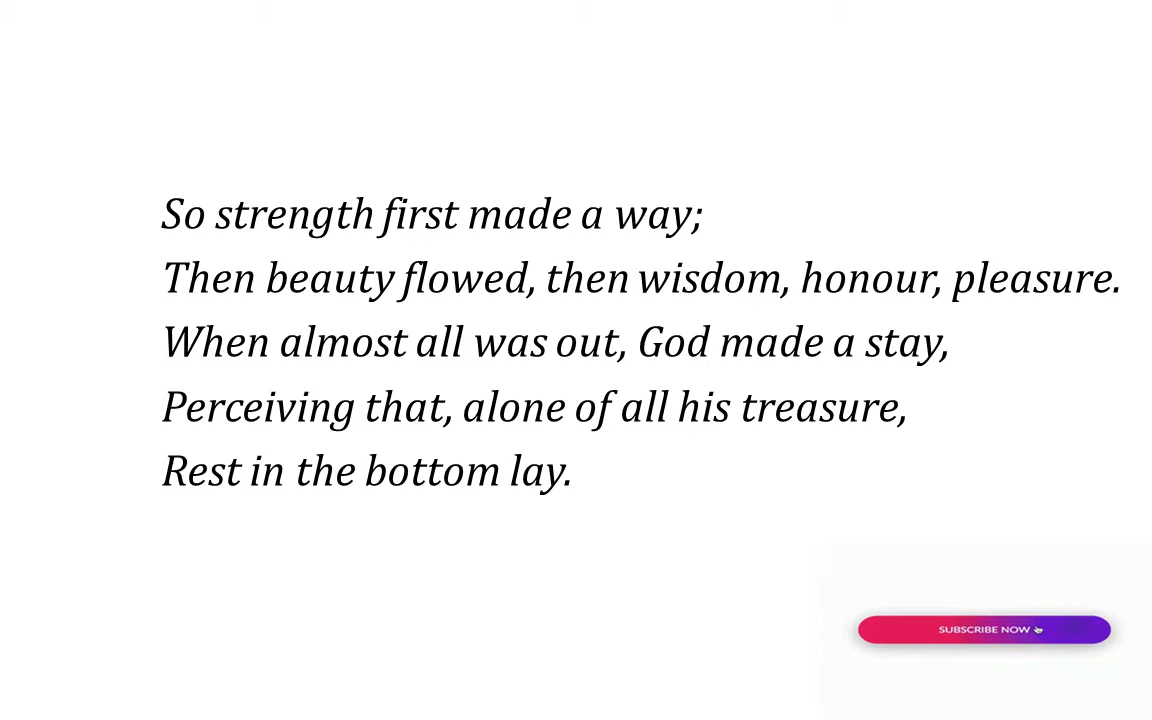 So strength first made a way;
Then beauty flowed, then wisdom, honour, pleasure.
When almost all was out, God made a stay,
Perceiving that, alone of all his treasure,
Rest in the bottom lay.
SUBSCRIBE NOW